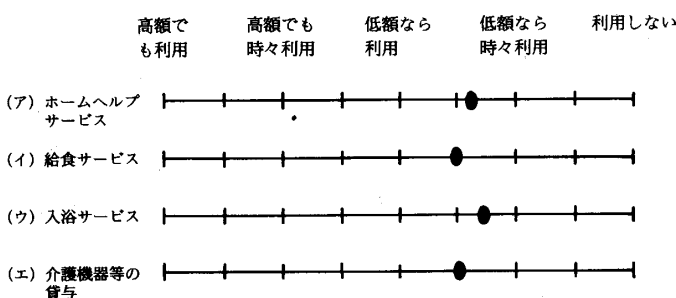 高額で 高額でも 低額なら 低額なら 利用しない
も利用 時々利用 利用 時々利用
(ア) ホームヘルプ
サービス
(イ) 給食サービス
(ウ) 入浴サービス
(エ) 介護機器等の
貸与